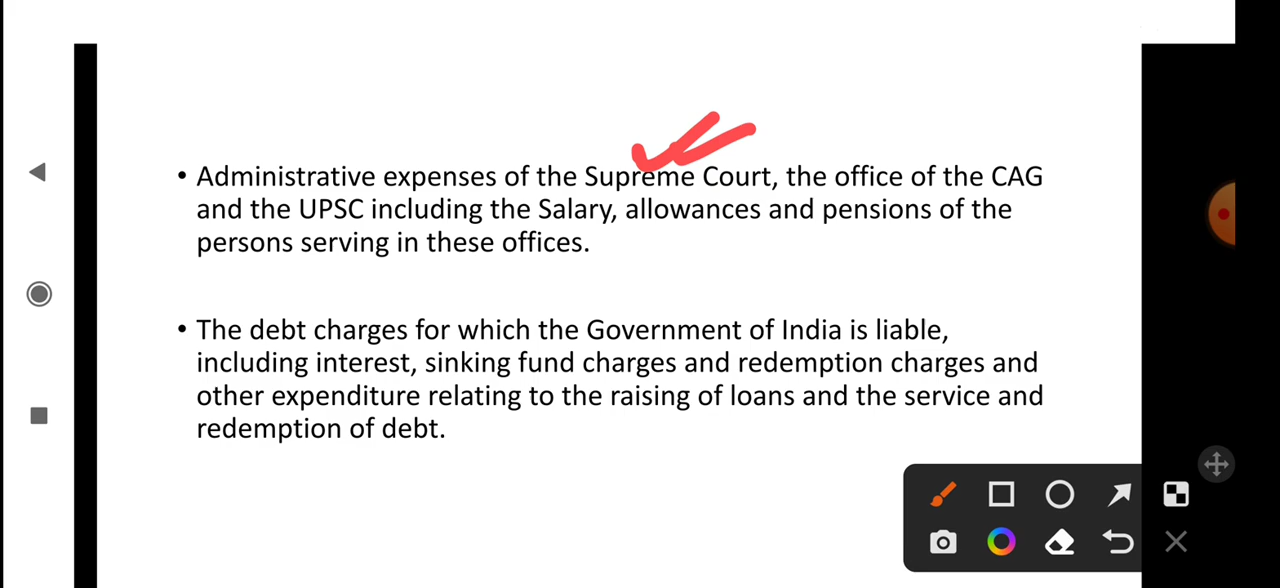 • Administrative expenses of the Supreme Court, the office of the CAG
and the UPSC including the Salary, allowances and pensions of the
persons serving in these offices.
• The debt charges for which the Government of India is liable,
including interest, sinking fund charges and redemption charges and
other expenditure relating to the raising of loans and the service and
redemption of debt.